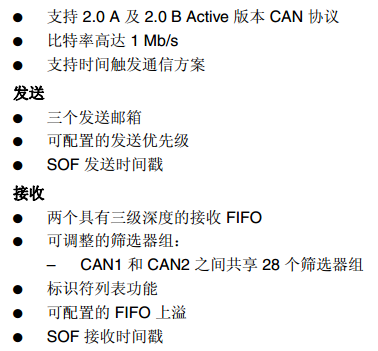 ● 支持 2.0 A 及 2.0 B Active 版本 CAN 协议
● 比特率高达 1 Mb/s
● 支持时间触发通信方案
发送
● 三个发送邮箱
● 可配置的发送优先级
● SOF 发送时间戳
接收
● 两个具有三级深度的接收 FIFO
● 可调整的筛选器组：
– CAN1 和 CAN2 之间共享 28 个筛选器组
● 标识符列表功能
● 可配置的 FIFO 上溢
● SOF 接收时间戳